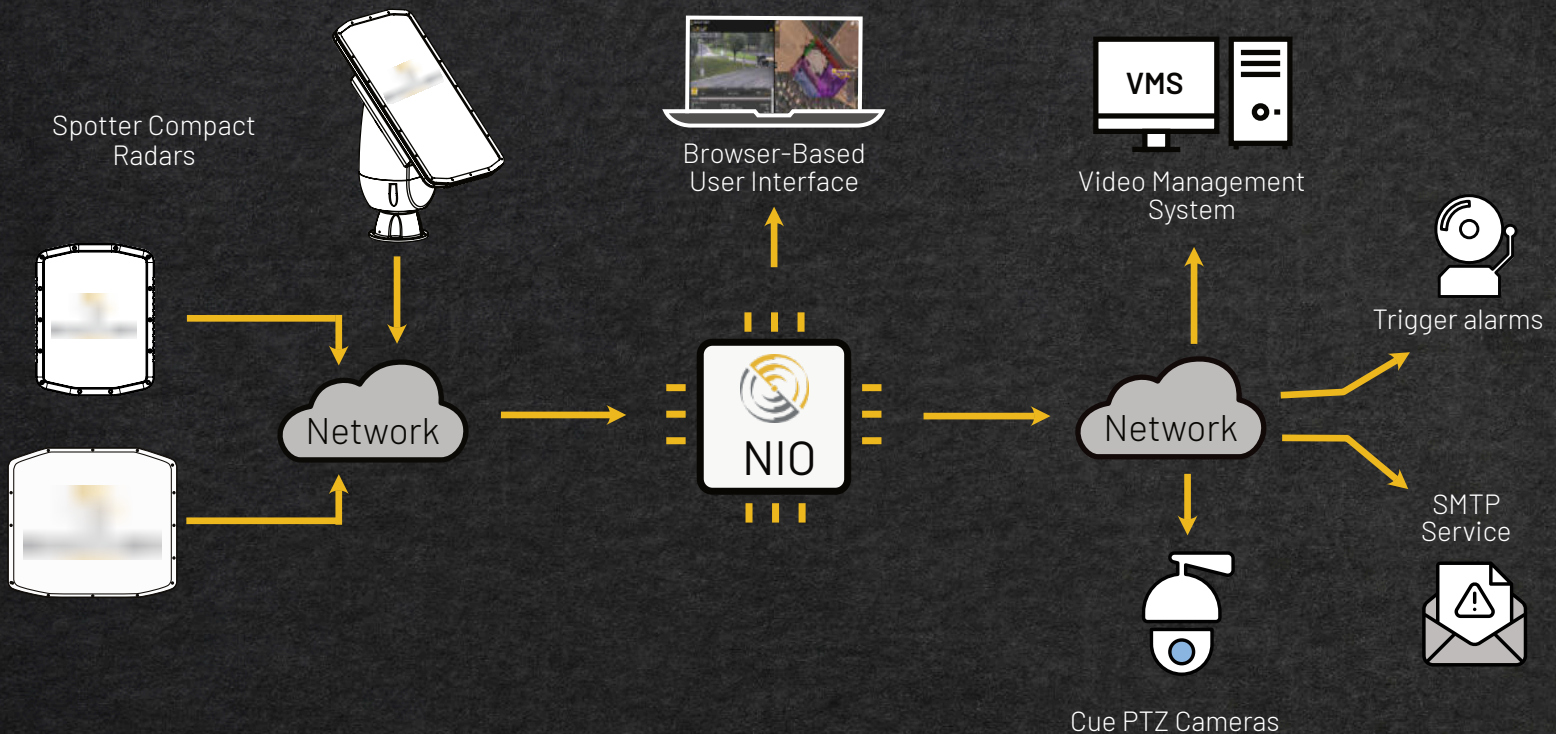 Spotter Compact
Radars
Network
Browser-Based
User Interface
NIO
VMS
Video Management
System
Network
Trigger alarms
SMTP
Service
Cue PTZ Cameras